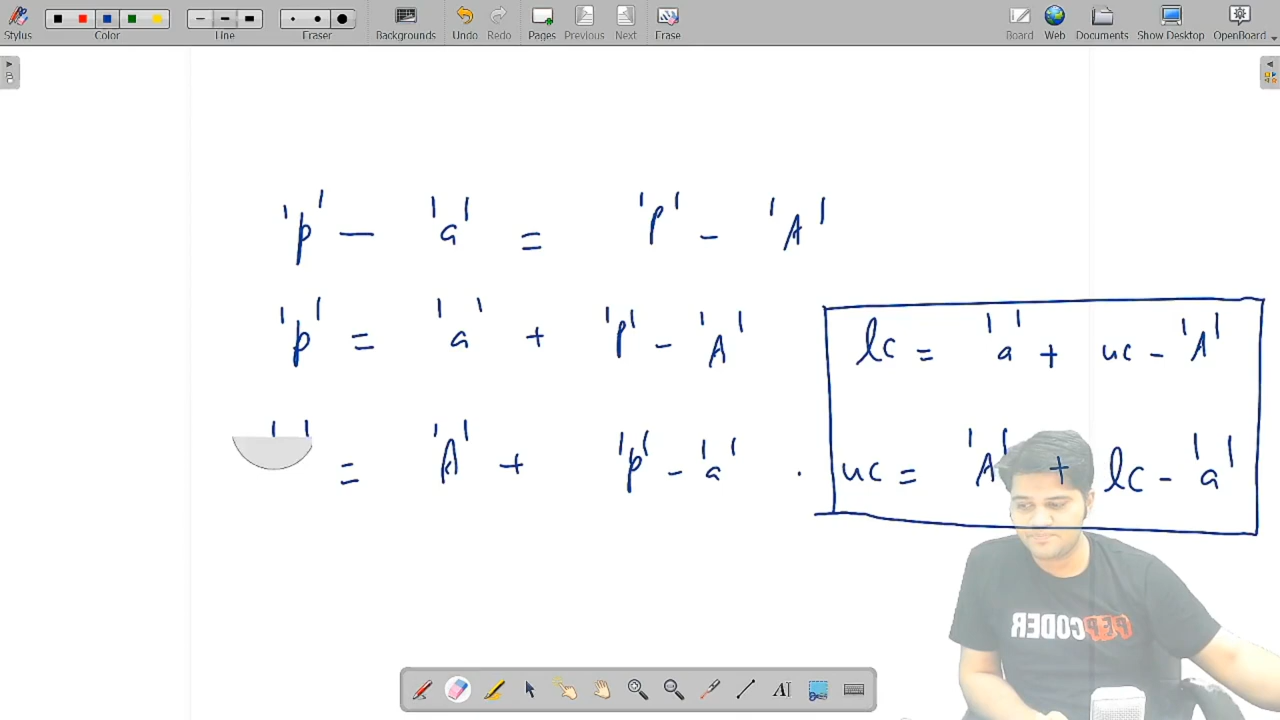 Stylus Color Line Eraser Backgrounds Undo Redo Pages Previous Next Erase Board Web Documents Show Desktop OpenBoard
'p' - 'a' = 'P' - 'A'
'p' = 'a' + 'P' - 'A'
lc = 'a' + uc - 'A'
' ' = 'A' + 'p' - 'a' .
uc = 'A' + lc - 'a'
PEPCODER